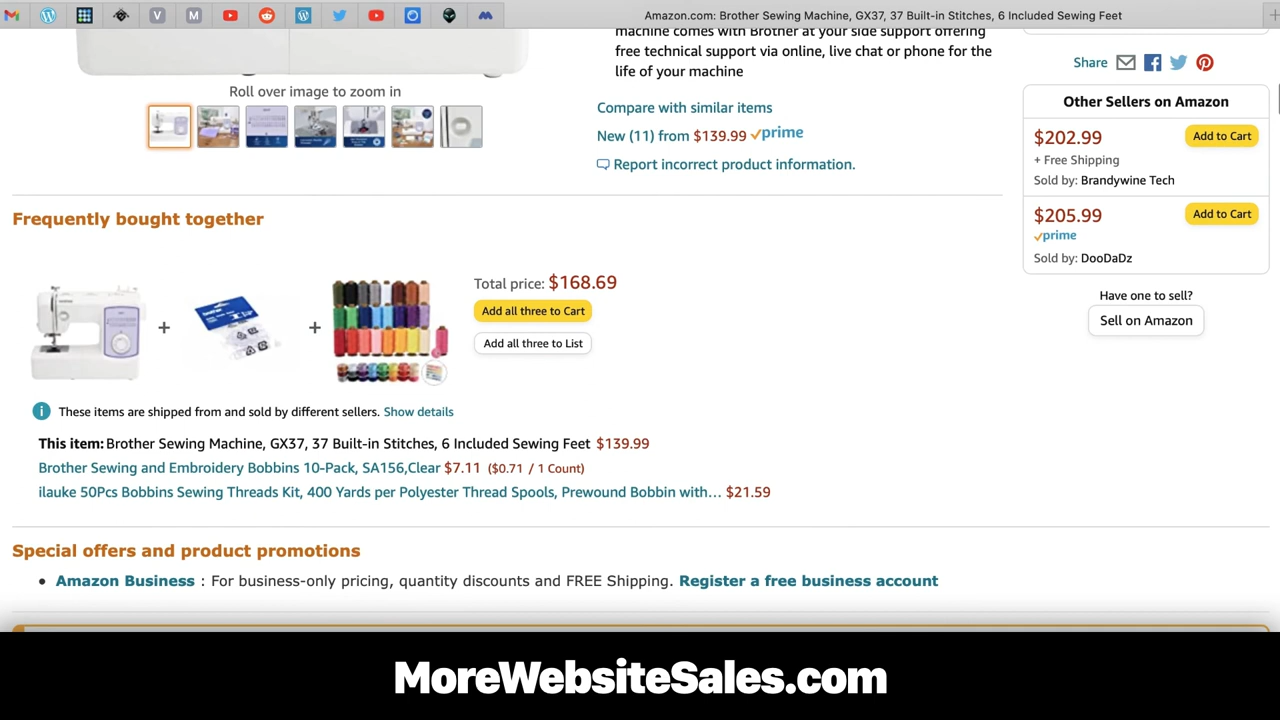 Amazon.com: Brother Sewing Machine, GX37, 37 Built-in Stitches, 6 Included Sewing Feet
machine comes with Brother at your side support offering
free technical support via online, live chat or phone for the
life of your machine
Roll over image to zoom in
Compare with similar items
New (11) from $139.99 prime
Report incorrect product information.
Share
Other Sellers on Amazon
$202.99
Add to Cart
+ Free Shipping
Sold by: Brandywine Tech
$205.99
Add to Cart
prime
Sold by: DooDaDz
Have one to sell?
Sell on Amazon
Frequently bought together
Total price: $168.69
Add all three to Cart
Add all three to List
These items are shipped from and sold by different sellers. Show details
This item: Brother Sewing Machine, GX37, 37 Built-in Stitches, 6 Included Sewing Feet $139.99
Brother Sewing and Embroidery Bobbins 10-Pack, SA156,Clear $7.11 ($0.71 / 1 Count)
ilauke 50Pcs Bobbins Sewing Threads Kit, 400 Yards per Polyester Thread Spools, Prewound Bobbin with… $21.59
Special offers and product promotions
• Amazon Business : For business-only pricing, quantity discounts and FREE Shipping. Register a free business account
MoreWebsiteSales.com